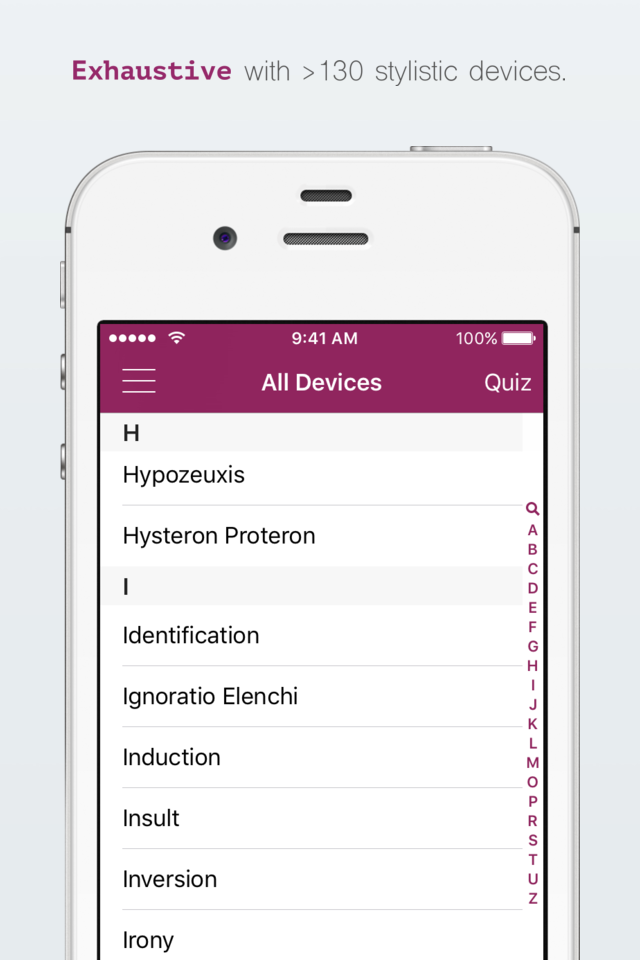 Exhaustive with >130 stylistic devices.
9:41 AM
100%
All Devices
Quiz
H
Hypozeuxis
Hysteron Proteron
I
Identification
Ignoratio Elenchi
Induction
Insult
Inversion
Irony
A
B
C
D
E
F
G
H
I
J
K
L
M
O
P
R
S
T
U
Z